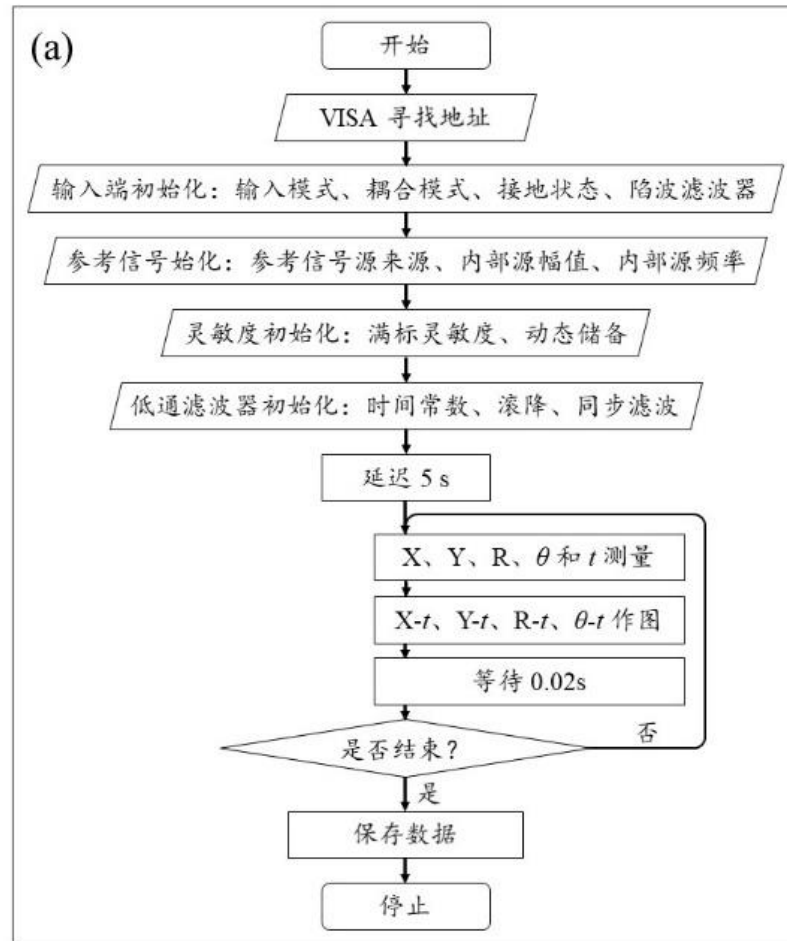 (a)
开始
VISA 寻找地址
输入端初始化：输入模式、耦合模式、接地状态、陷波滤波器
参考信号始化：参考信号源来源、内部源幅值、内部源频率
灵敏度初始化：满标灵敏度、动态储备
低通滤波器初始化：时间常数、滚降、同步滤波
延迟 5 s
X、Y、R、θ 和 t 测量
X-t、Y-t、R-t、θ-t 作图
等待 0.02s
是否结束？
否
是
保存数据
停止